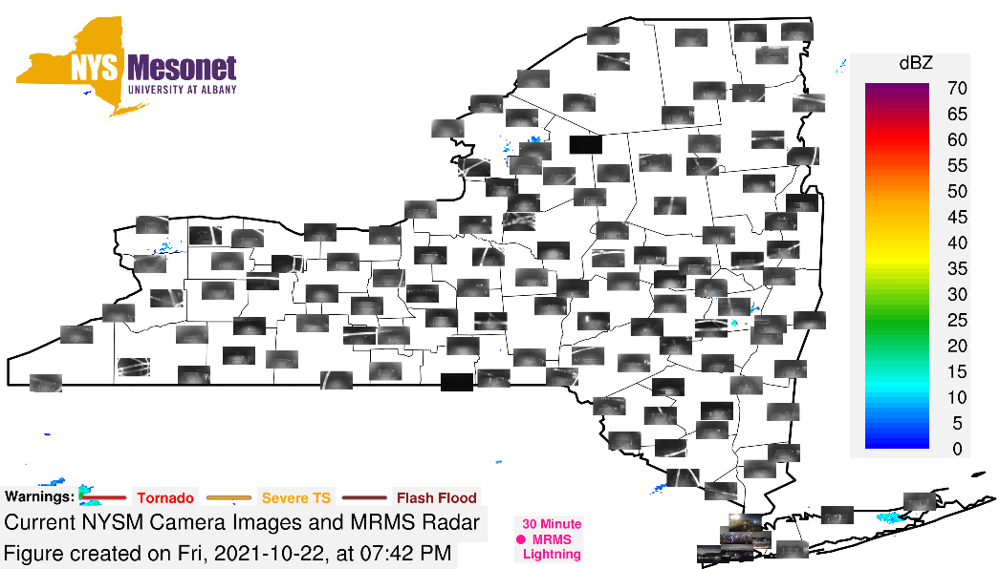 NYS Mesonet
UNIVERSITY AT ALBANY
dBZ
70
65
60
55
50
45
40
35
30
25
20
15
10
5
0
Warnings: Tornado Severe TS Flash Flood
Current NYSM Camera Images and MRMS Radar
Figure created on Fri, 2021-10-22, at 07:42 PM
30 Minute
MRMS
Lightning